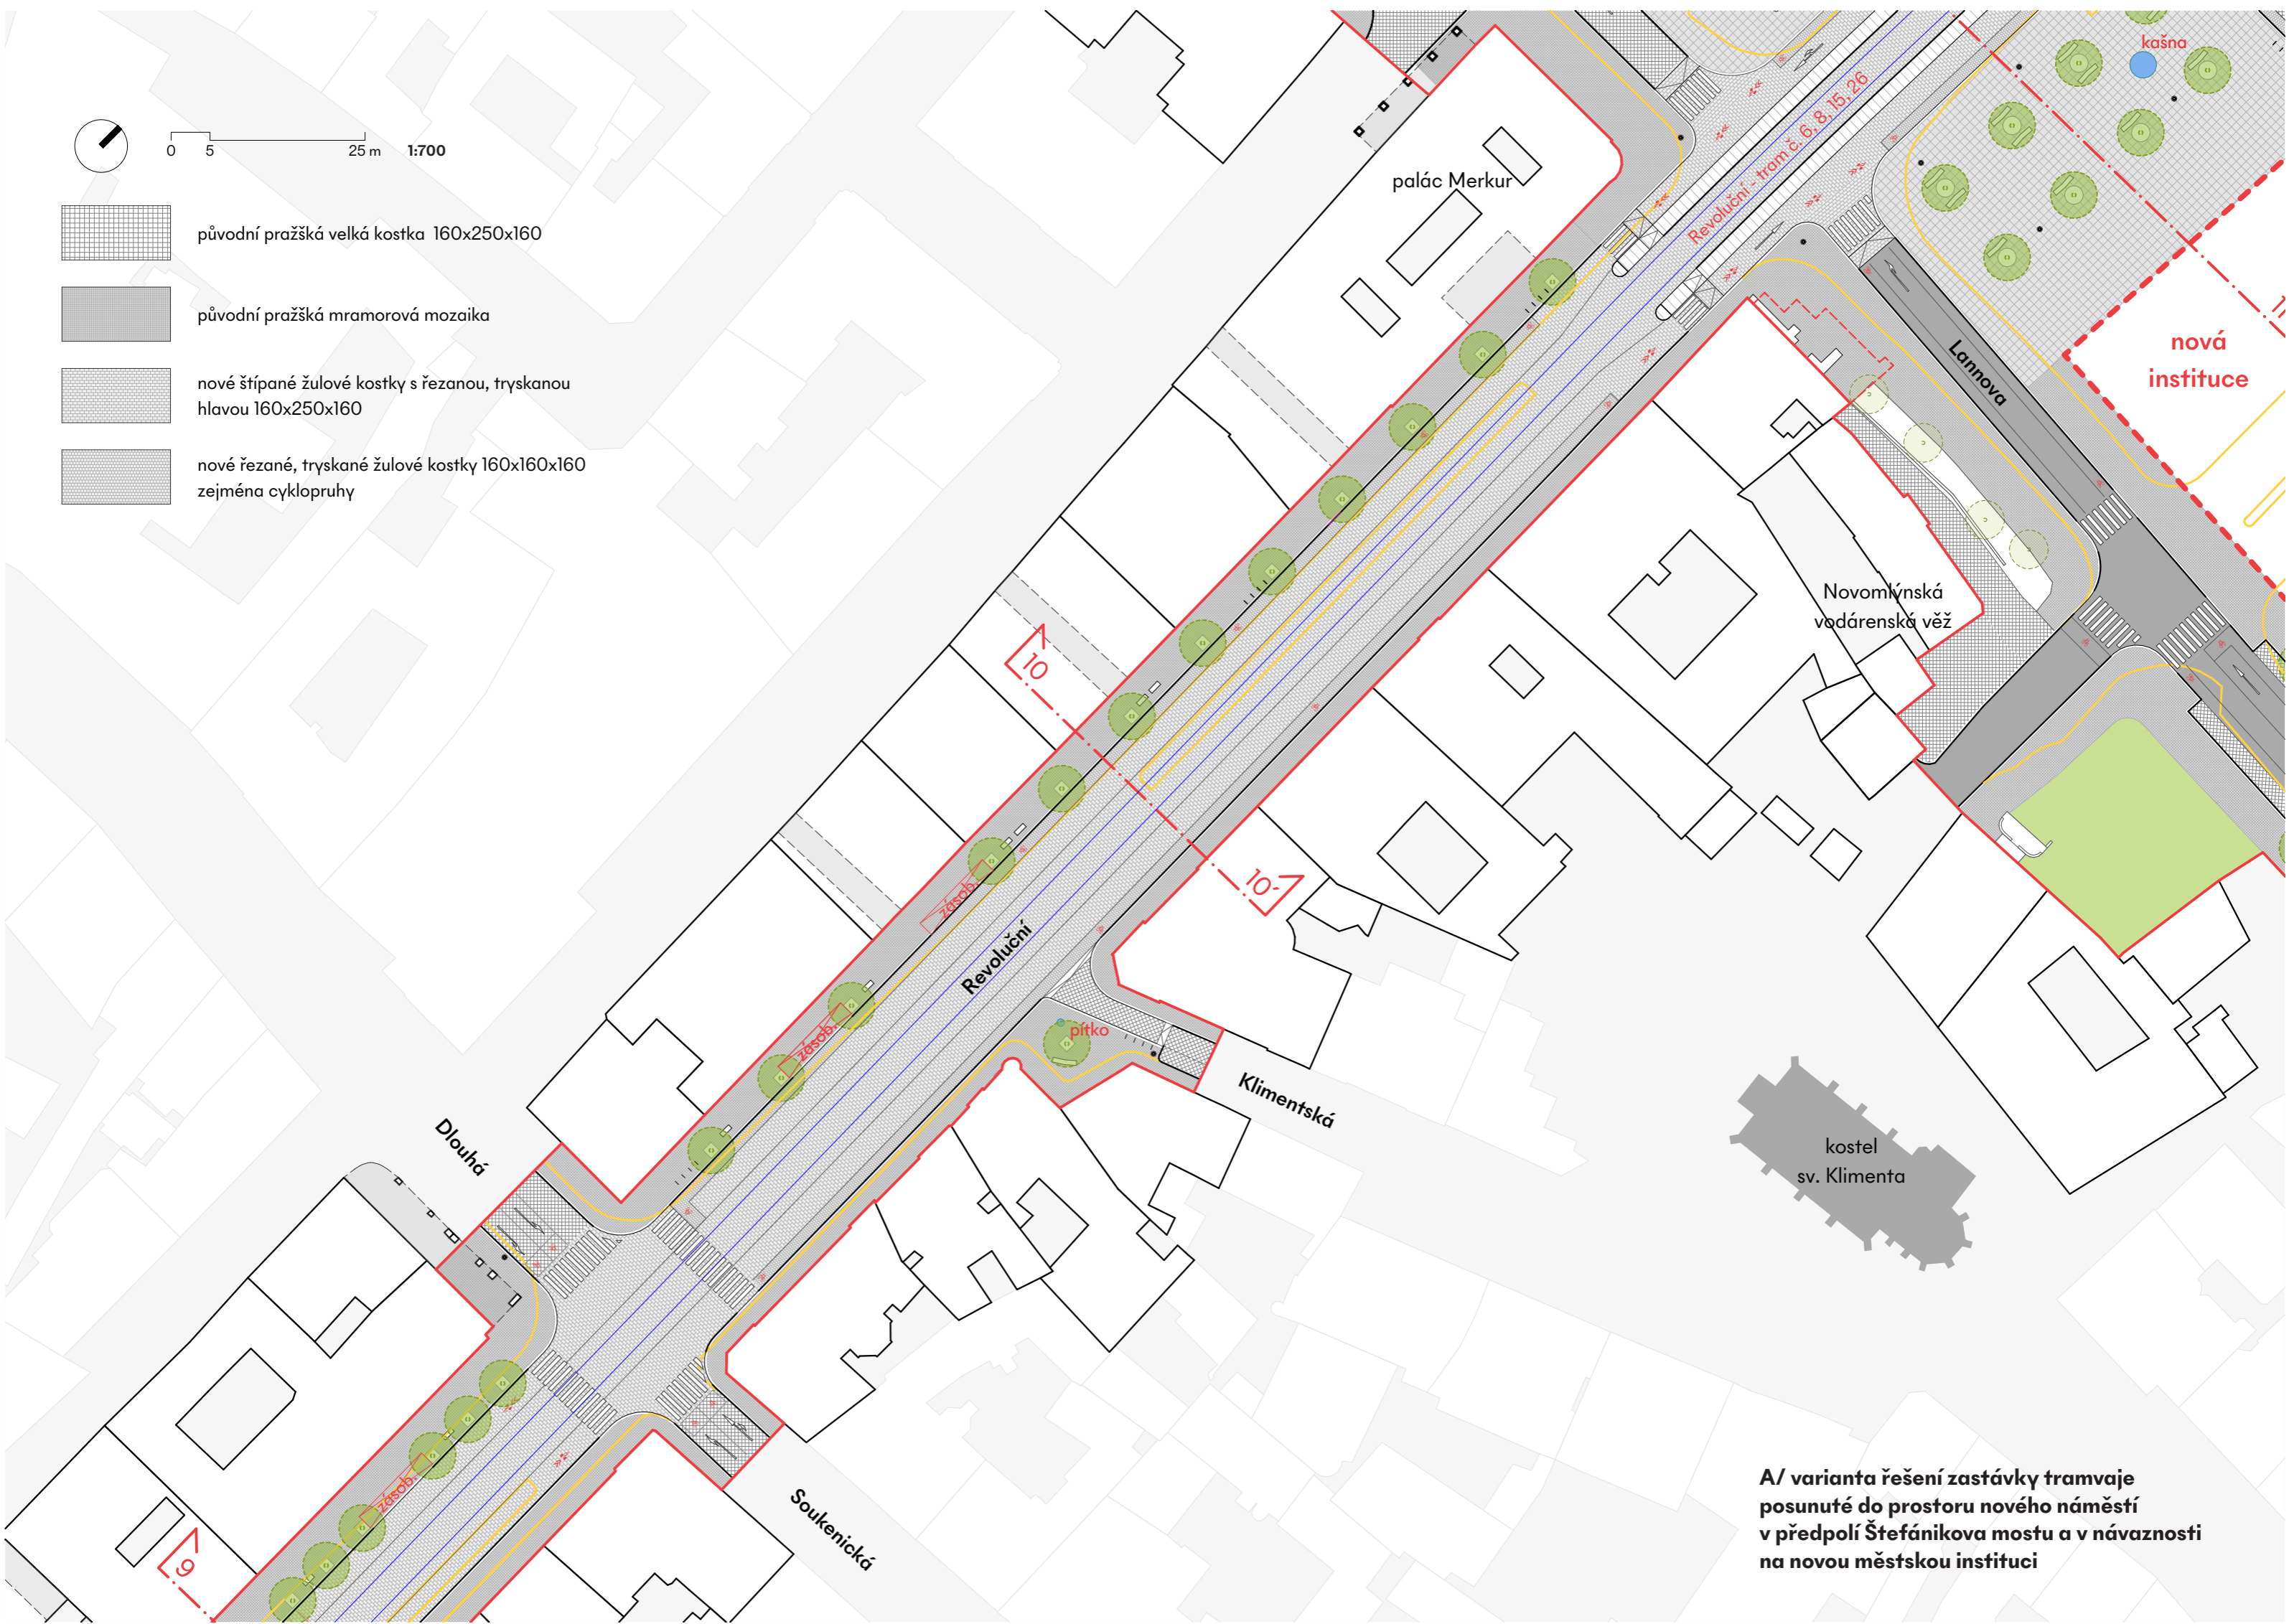 0 5 25 m 1:700
původní pražšká velká kostka 160x250x160
původní pražšká mramorová mozaika
nové štípané žulové kostky s řezanou, tryskanou
hlavou 160x250x160
nové řezané, tryskané žulové kostky 160x160x160
zejména cyklopruhy
kašna
palác Merkur
Revoluční - tram č. 6, 8, 15, 26
nová
instituce
Lannova
Novomlýnská
vodárenská věž
10
10´
zásob.
Revoluční
zásob.
pítko
Klimentská
Dlouhá
kostel
sv. Klimenta
zásob.
Soukenická
9
A/ varianta řešení zastávky tramvaje
posunuté do prostoru nového náměstí
v předpolí Štefánikova mostu a v návaznosti
na novou městskou instituci